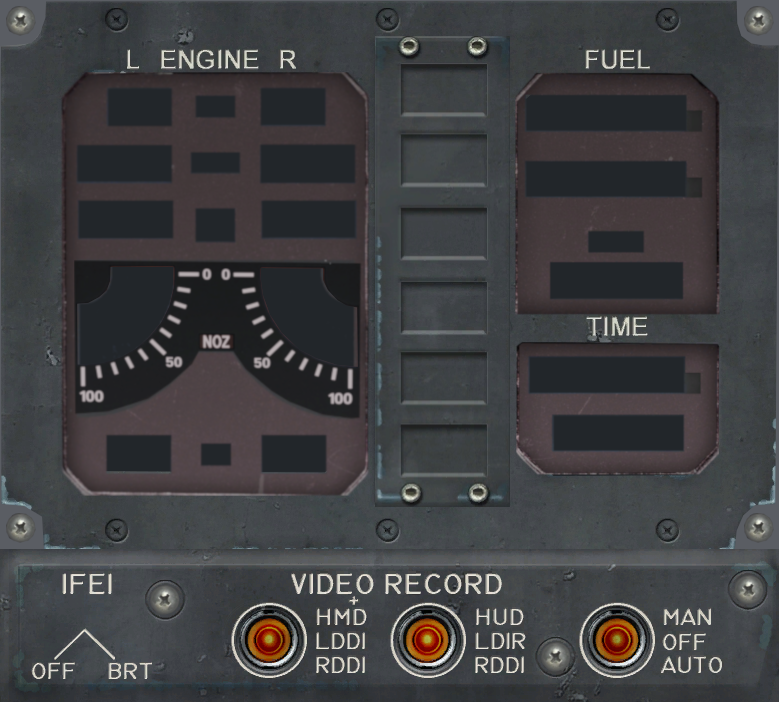 L ENGINE R
FUEL
0 0
NOZ
50 50
100 100
TIME
IFEI
OFF BRT
VIDEO RECORD
+
HMD
LDDI
RDDI
HUD
LDIR
RDDI
MAN
OFF
AUTO